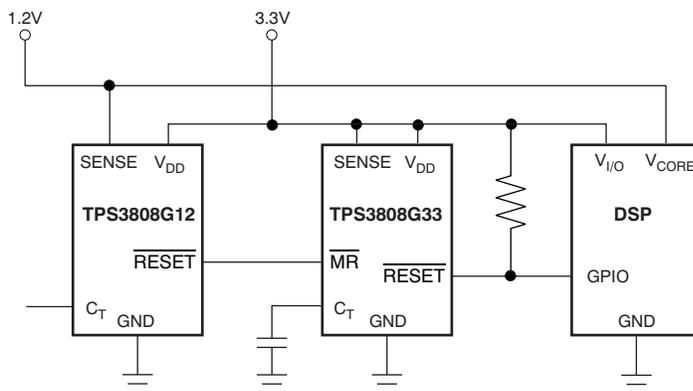 1.2V
3.3V
SENSE VDD
TPS3808G12
RESET
CT
GND
SENSE VDD
TPS3808G33
MR
RESET
CT
GND
VI/O VCORE
DSP
GPIO
GND